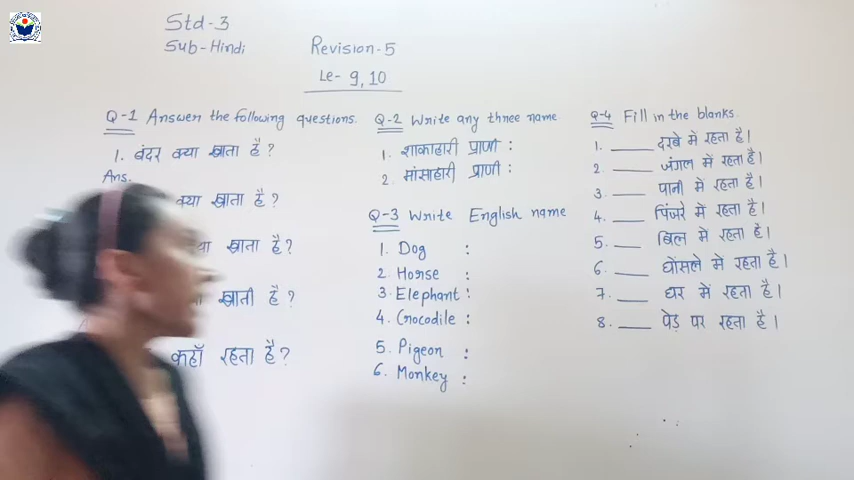 Std-3
Sub-Hindi
Revision-5
Le- 9, 10
Q-1 Answer the following questions.
1. बंदर क्या खाता है ?
Ans.
क्या खाता है ?
खाता है ?
खाती है ?
कहाँ रहता है ?
Q-2 Write any three name
1. शाकाहारी प्राणी :
2. मांसाहारी प्राणी :
Q-3 Write English name
1. Dog :
2. Horse :
3. Elephant :
4. Crocodile :
5. Pigeon :
6. Monkey :
Q-4 Fill in the blanks.
1. ____ दरबे में रहता है।
2. ____ जंगल में रहता है।
3. ____ पानी में रहता है।
4. ____ पिंजरे में रहता है।
5. ____ बिल में रहता है।
6. ____ घोंसले में रहता है।
7. ____ घर में रहता है।
8. ____ पेड़ पर रहता है।